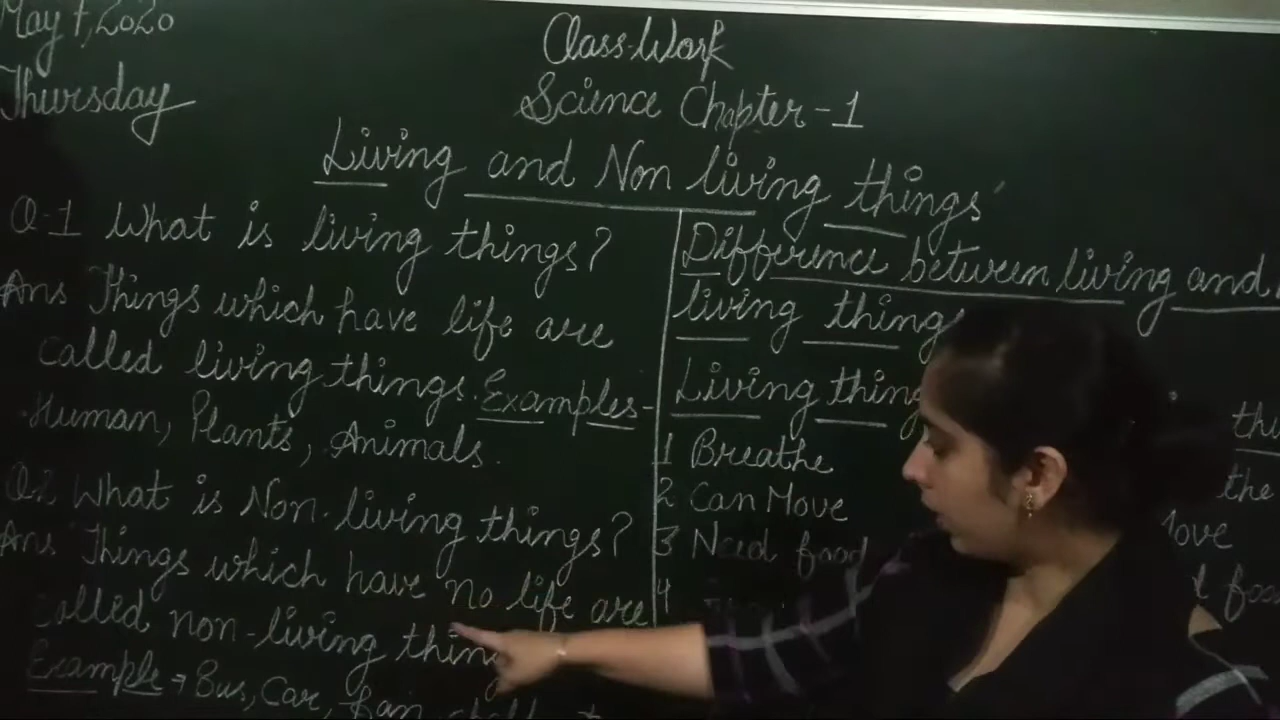 May 7, 2020
Thursday
Class-Work
Science Chapter-1
Living and Non living things
Q-1 What is living things?
Ans Things which have life are
called living things. Examples-
Human, Plants, Animals.
Q2 What is Non-living things?
Ans Things which have no life are
called non-living thing
Example → Bus, Car,
Difference between living and
living things
Living thing
1 Breathe
2 Can Move
3 Need food
4